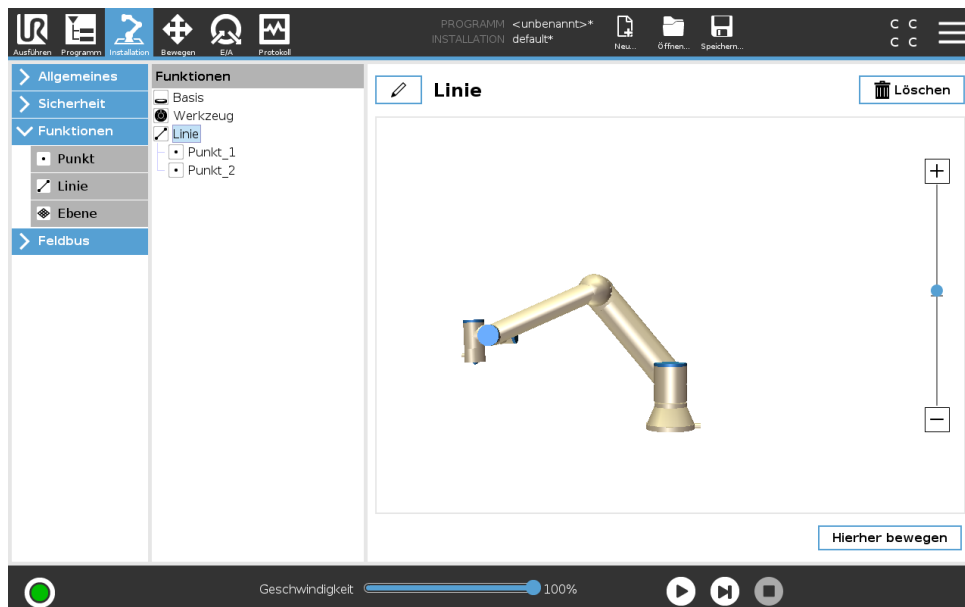 PROGRAMM <unbenannt>*
INSTALLATION default*
Ausführen Programm Installation Bewegen E/A Protokoll Neu... Öffnen... Speichern...
C C
C C
Allgemeines
Sicherheit
Funktionen
Punkt
Linie
Ebene
Feldbus
Funktionen
Basis
Werkzeug
Linie
Punkt_1
Punkt_2
Linie
Löschen
Hierher bewegen
Geschwindigkeit 100%